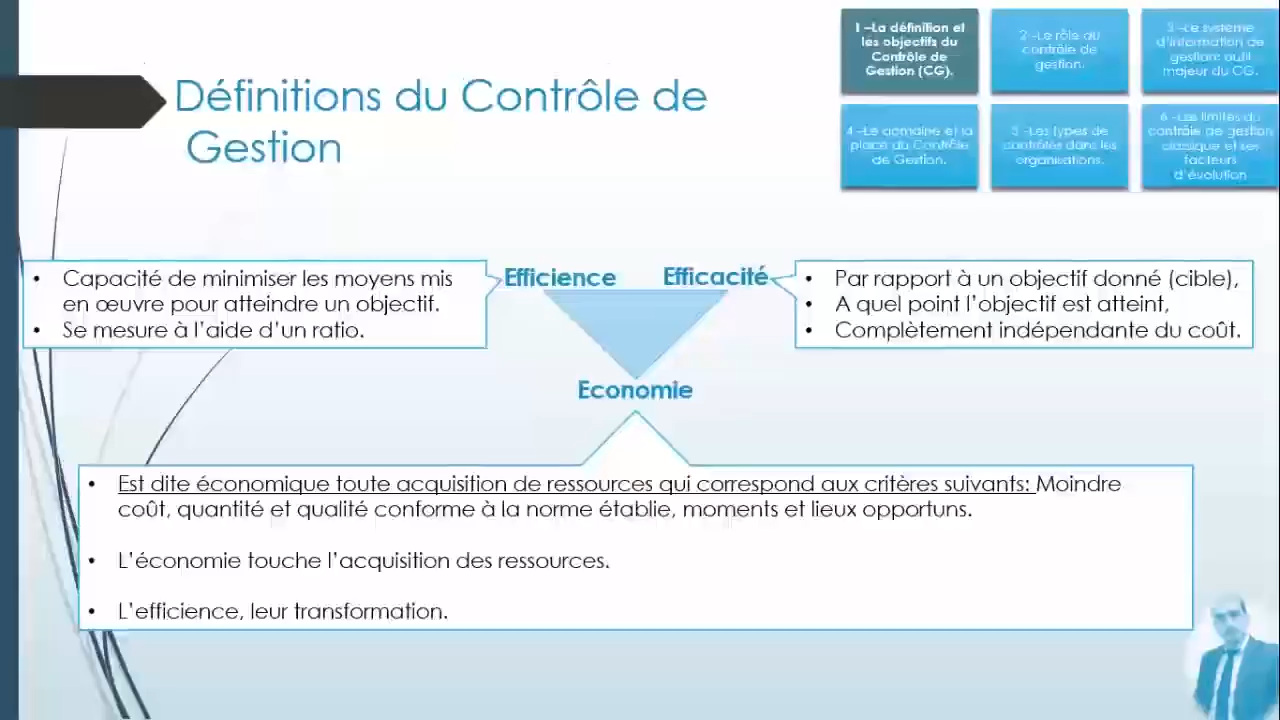 Définitions du Contrôle de
Gestion
1 –La définition et
les objectifs du
Contrôle de
Gestion (CG).
2 –Le rôle du
contrôle de
gestion.
3 –Le système
d'information de
gestion: outil
majeur du CG.
4 –Le domaine et la
place du Contrôle
de Gestion.
5 –Les types de
contrôles dans les
organisations.
6 –Les limites du
contrôle de gestion
classique et ses
facteurs
d'évolution
• Capacité de minimiser les moyens mis
en œuvre pour atteindre un objectif.
• Se mesure à l'aide d'un ratio.
Efficience
Efficacité
• Par rapport à un objectif donné (cible),
• A quel point l'objectif est atteint,
• Complètement indépendante du coût.
Economie
• Est dite économique toute acquisition de ressources qui correspond aux critères suivants: Moindre
coût, quantité et qualité conforme à la norme établie, moments et lieux opportuns.
• L'économie touche l'acquisition des ressources.
• L'efficience, leur transformation.